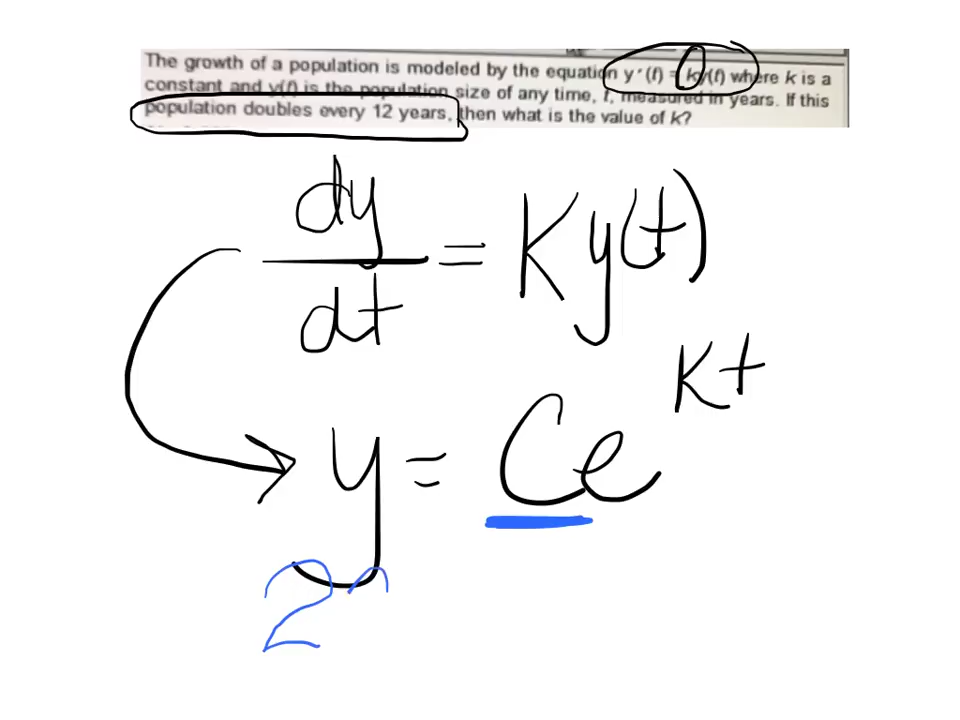 The growth of a population is modeled by the equation y'(t) = ky(t) where k is a
constant and y(t) is the population size of any time, t, measured in years. If this
population doubles every 12 years, then what is the value of k?
dy/dt = Ky(t)
y = Ce^Kt
2